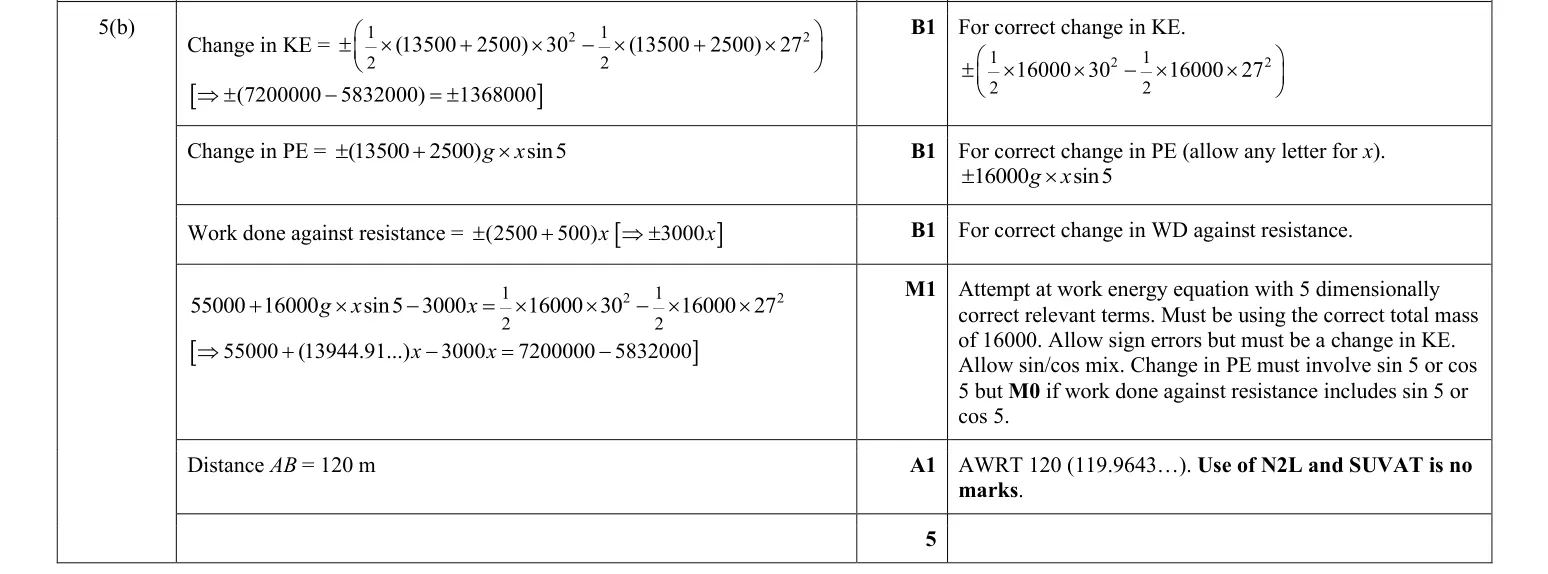 5(b)
Change in KE = ±(1/2 × (13500 + 2500) × 30² − 1/2 × (13500 + 2500) × 27²)
[⇒ ±(7200000 − 5832000) = ±1368000]
B1
For correct change in KE.
±(1/2 × 16000 × 30² − 1/2 × 16000 × 27²)
Change in PE = ±(13500 + 2500)g × x sin 5
B1
For correct change in PE (allow any letter for x).
±16000g × x sin 5
Work done against resistance = ±(2500 + 500)x [⇒ ±3000x]
B1
For correct change in WD against resistance.
55000 + 16000g × x sin 5 − 3000x = 1/2 × 16000 × 30² − 1/2 × 16000 × 27²
[⇒ 55000 + (13944.91...)x − 3000x = 7200000 − 5832000]
M1
Attempt at work energy equation with 5 dimensionally
correct relevant terms. Must be using the correct total mass
of 16000. Allow sign errors but must be a change in KE.
Allow sin/cos mix. Change in PE must involve sin 5 or cos
5 but M0 if work done against resistance includes sin 5 or
cos 5.
Distance AB = 120 m
A1
AWRT 120 (119.9643…). Use of N2L and SUVAT is no
marks.
5